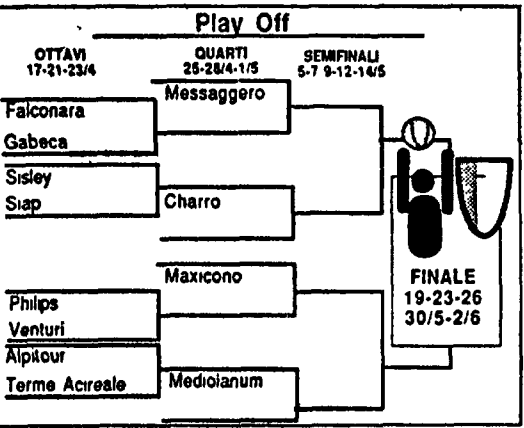 Play Off
OTTAVI
17-21-23/4
QUARTI
25-28/4-1/5
SEMIFINALI
5-7 9-12-14/5
Messaggero
Falconara
Gabeca
Sisley
Siap
Charro
Maxicono
Philips
Venturi
Alpitour
Terme Acireale
Mediolanum
FINALE
19-23-26
30/5-2/6